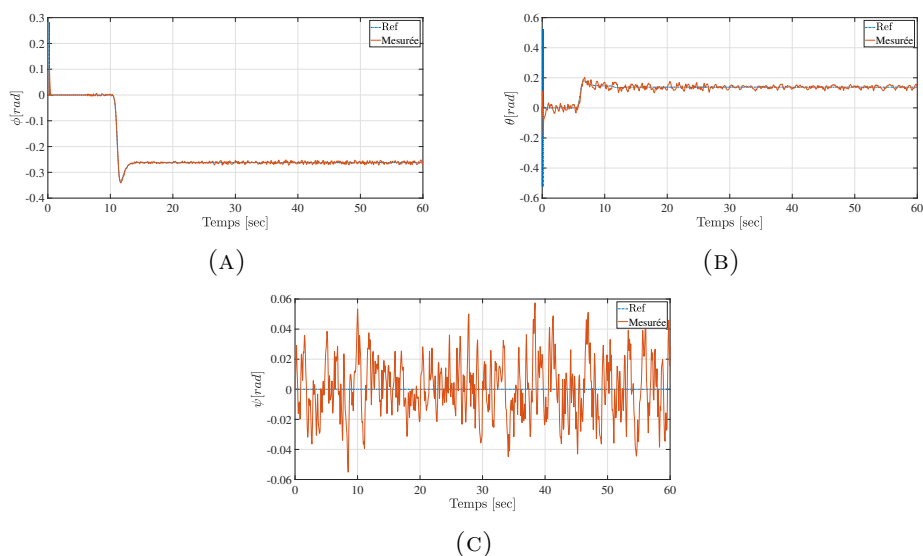 0.3
0.2
0.1
0
-0.1
-0.2
-0.3
-0.4
ϕ[rad]
0 10 20 30 40 50 60
Temps [sec]
Ref
Mesurée
(A)
0.6
0.4
0.2
0
-0.2
-0.4
-0.6
θ[rad]
0 10 20 30 40 50 60
Temps [sec]
Ref
Mesurée
(B)
0.06
0.04
0.02
0
-0.02
-0.04
-0.06
ψ[rad]
0 10 20 30 40 50 60
Temps [sec]
Ref
Mesurée
(C)